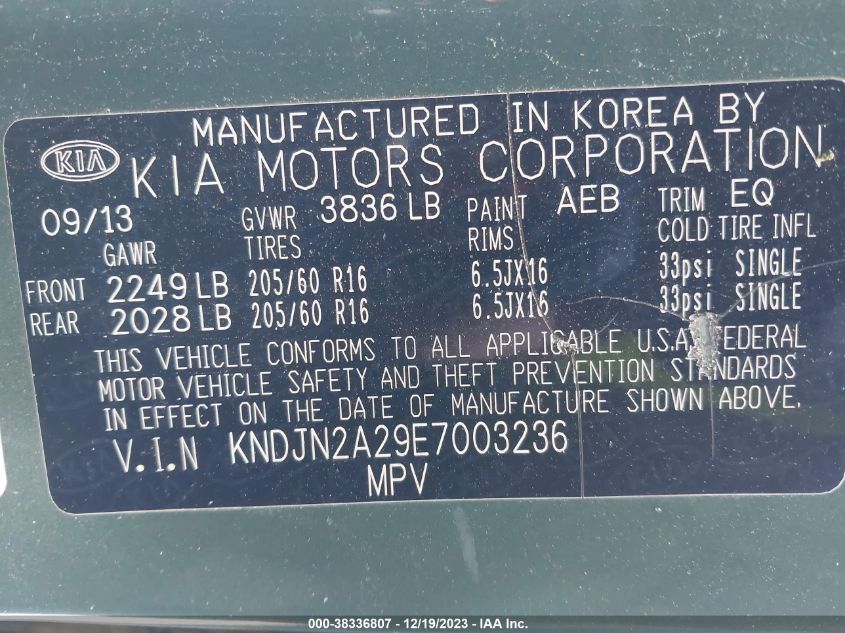 MANUFACTURED IN KOREA BY
KIA KIA MOTORS CORPORATION
09/13 GVWR 3836 LB PAINT AEB TRIM EQ
GAWR TIRES RIMS COLD TIRE INFL
FRONT 2249 LB 205/60 R16 6.5JX16 33psi SINGLE
REAR 2028 LB 205/60 R16 6.5JX16 33psi SINGLE
THIS VEHICLE CONFORMS TO ALL APPLICABLE U.S.A. FEDERAL
MOTOR VEHICLE SAFETY AND THEFT PREVENTION STANDARDS
IN EFFECT ON THE DATE OF MANUFACTURE SHOWN ABOVE.
V.I.N KNDJN2A29E7003236
MPV
000-38336807 - 12/19/2023 - IAA Inc.